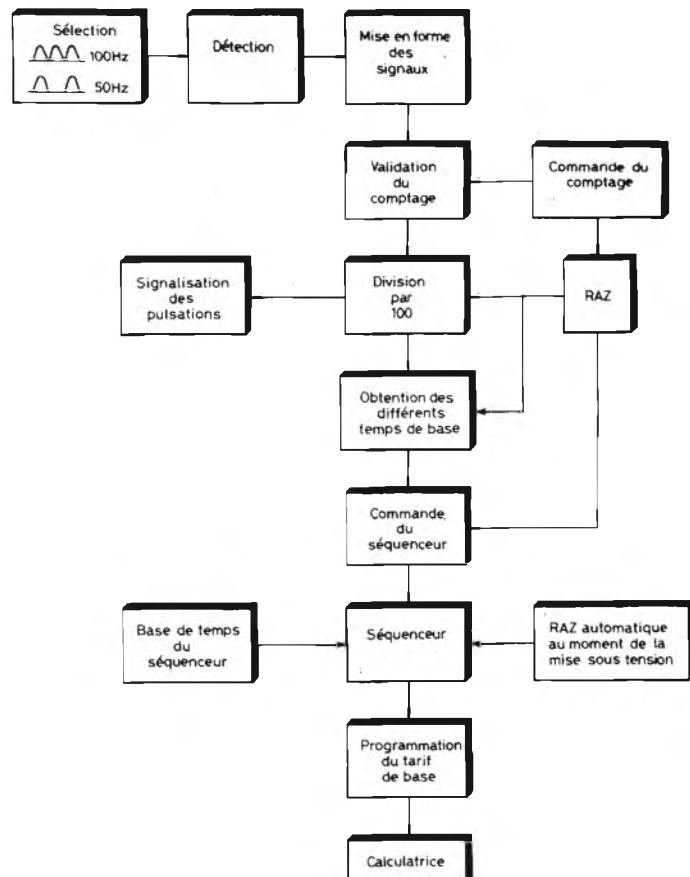 Sélection
100Hz
50Hz
Détection
Mise en forme
des
signaux
Validation
du
comptage
Commande du
comptage
Signalisation
des
pulsations
Division
par
100
RAZ
Obtention des
différents
temps de base
Commande
du
séquenceur
Base de temps
du
séquenceur
Séquenceur
RAZ automatique
au moment de la
mise sous tension
Programmation
du tarif
de base
Calculatrice